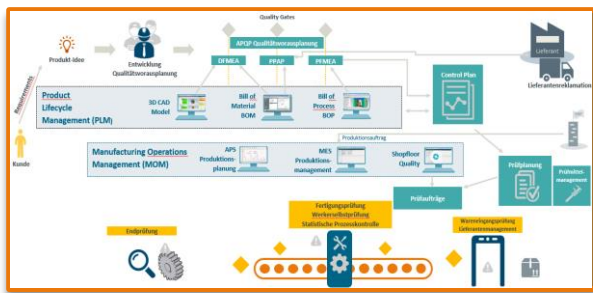 Quality Gates
APQP Qualitätsvorausplanung
Produkt-idee
Entwicklung
Qualitätvorausplanung
DFMEA
PPAP
PFMEA
Lieferant
Lieferantenreklamation
Control Plan
Requirements
Product
Lifecycle
Management (PLM)
3D CAD
Model
Bill of
Material
BOM
Bill of
Process
BOP
Kunde
Produktionsauftrag
Manufacturing Operations
Management (MOM)
APS
Produktions-
planung
MES
Produktions-
management
Shopfloor
Quality
Prüfaufträge
Prüfplanung
Prüfmittel-
management
Endprüfung
Fertigungsprüfung
Werkerselbstprüfung
Statistische Prozesskontrolle
Wareneingangsprüfung
Lieferantenmanagement